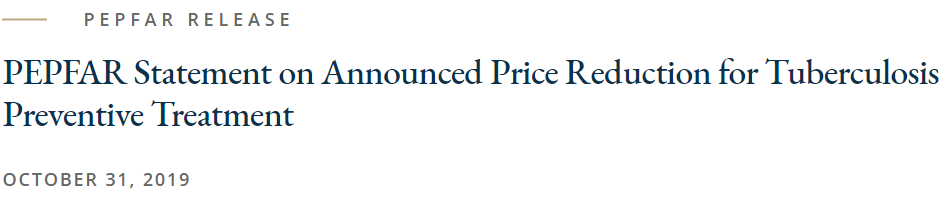 PEPFAR RELEASE
PEPFAR Statement on Announced Price Reduction for Tuberculosis
Preventive Treatment
OCTOBER 31, 2019